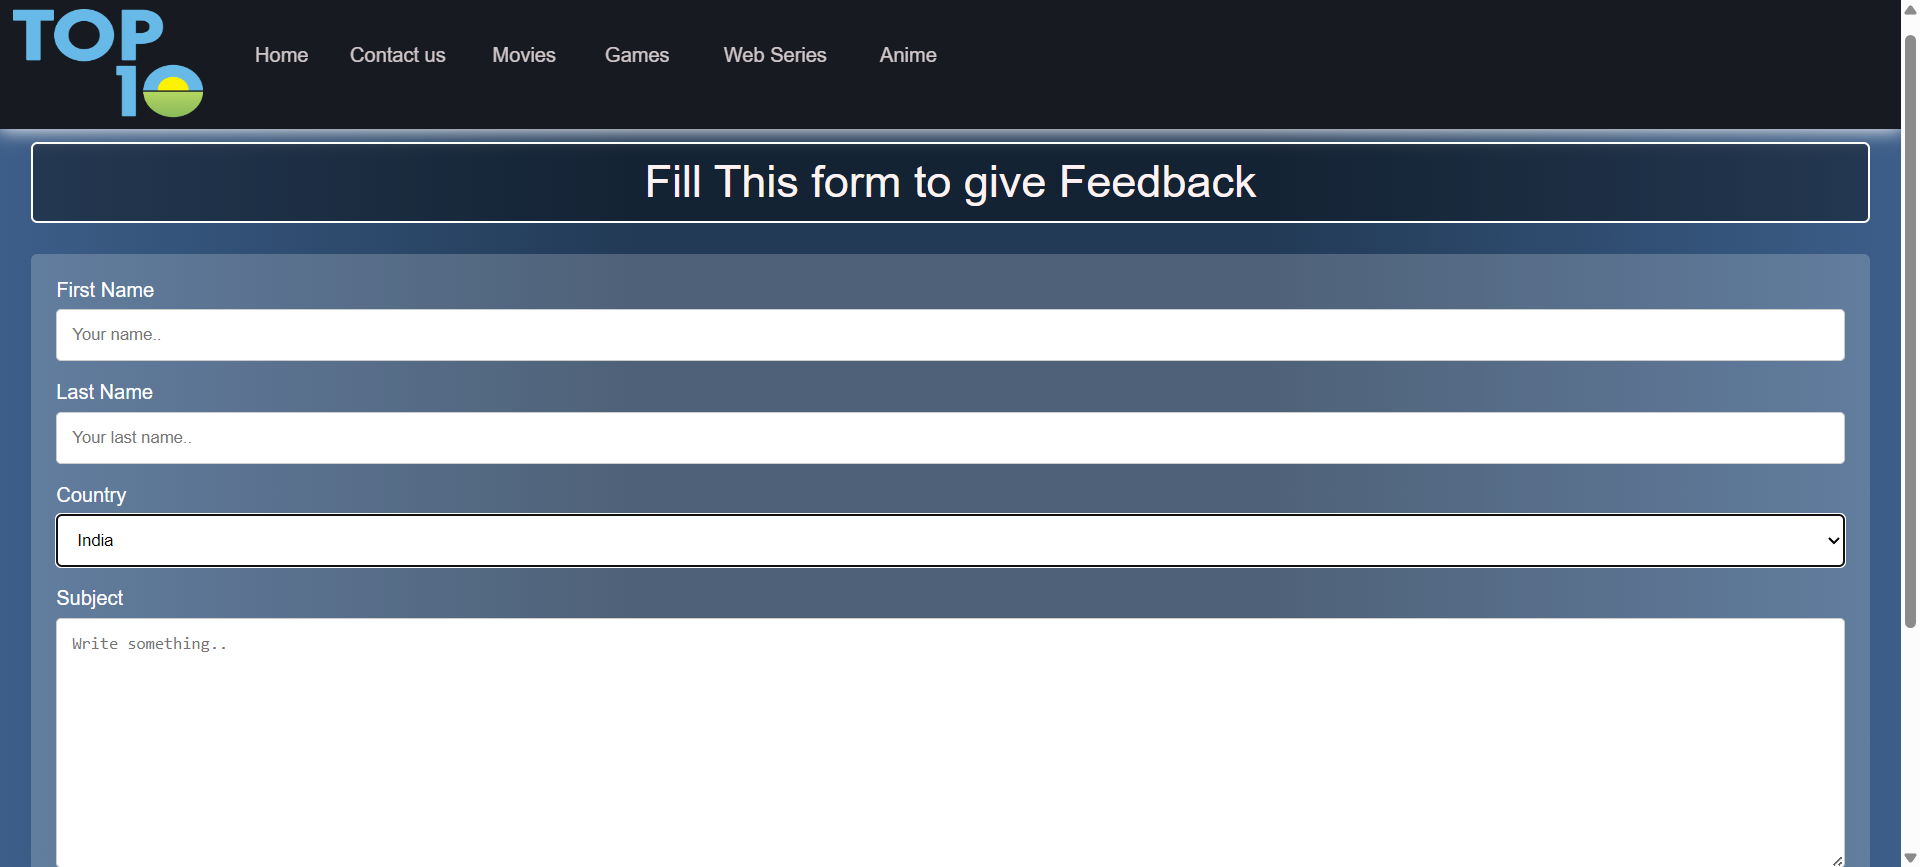 TOP
10
Home Contact us Movies Games Web Series Anime
Fill This form to give Feedback
First Name
Your name..
Last Name
Your last name..
Country
India
Subject
Write something..